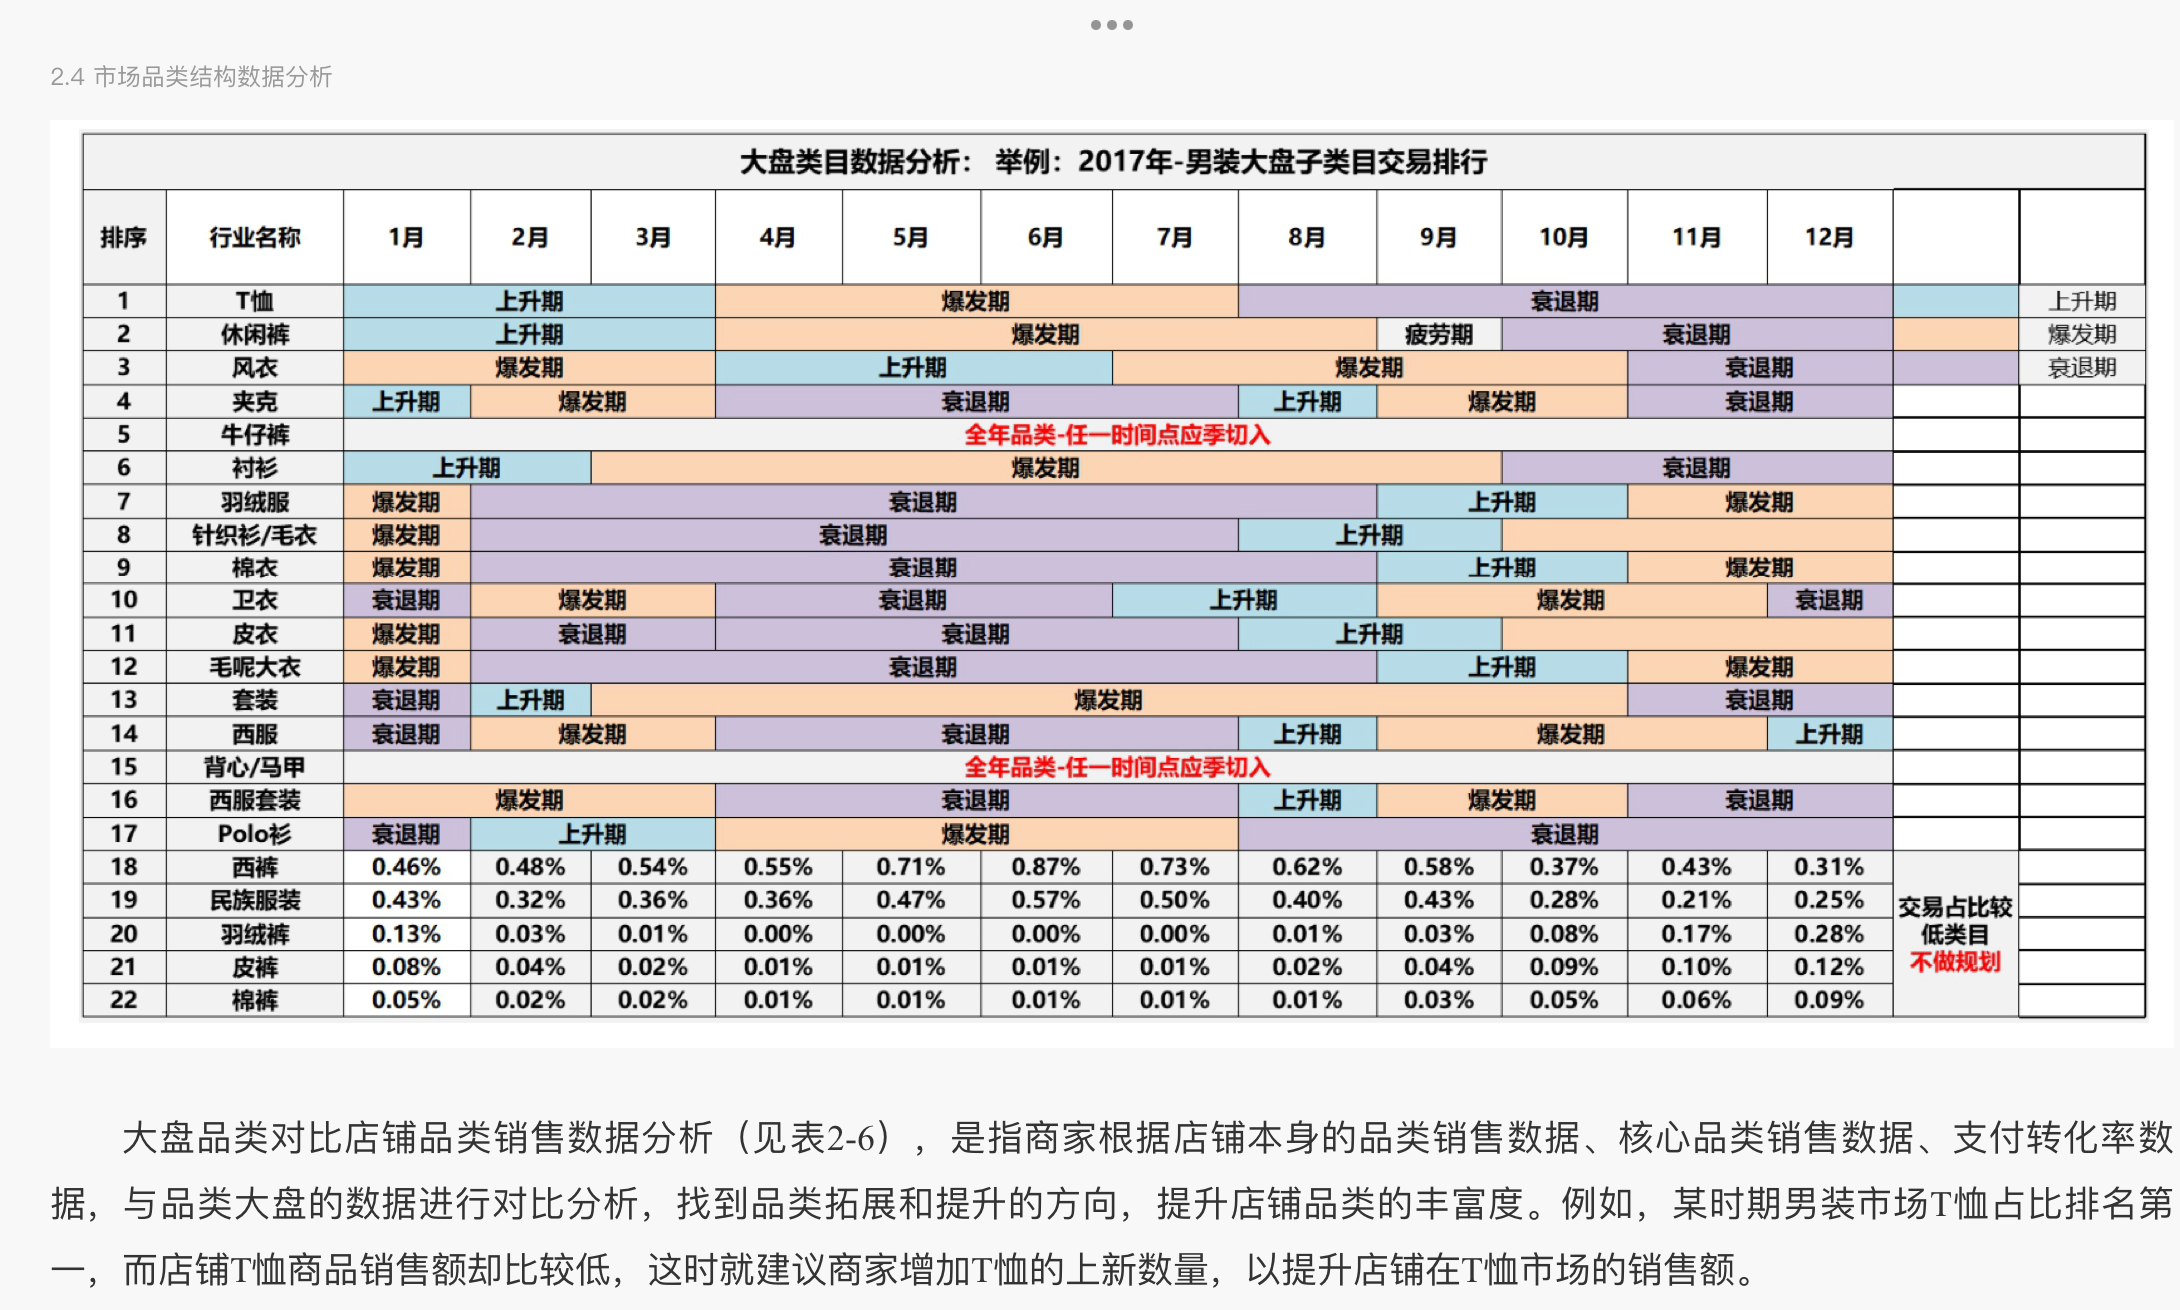 2.4 市场品类结构数据分析
大盘类目数据分析： 举例：2017年-男装大盘子类目交易排行
排序 行业名称 1月 2月 3月 4月 5月 6月 7月 8月 9月 10月 11月 12月
1 T恤 上升期 爆发期 衰退期 上升期
2 休闲裤 上升期 爆发期 疲劳期 衰退期 爆发期
3 风衣 爆发期 上升期 爆发期 衰退期 衰退期
4 夹克 上升期 爆发期 衰退期 上升期 爆发期 衰退期
5 牛仔裤 全年品类-任一时间点应季切入
6 衬衫 上升期 爆发期 衰退期
7 羽绒服 爆发期 衰退期 上升期 爆发期
8 针织衫/毛衣 爆发期 衰退期 上升期
9 棉衣 爆发期 衰退期 上升期 爆发期
10 卫衣 衰退期 爆发期 衰退期 上升期 爆发期 衰退期
11 皮衣 爆发期 衰退期 衰退期 上升期
12 毛呢大衣 爆发期 衰退期 上升期 爆发期
13 套装 衰退期 上升期 爆发期 衰退期
14 西服 衰退期 爆发期 衰退期 上升期 爆发期 上升期
15 背心/马甲 全年品类-任一时间点应季切入
16 西服套装 爆发期 衰退期 上升期 爆发期 衰退期
17 Polo衫 衰退期 上升期 爆发期 衰退期
18 西裤 0.46% 0.48% 0.54% 0.55% 0.71% 0.87% 0.73% 0.62% 0.58% 0.37% 0.43% 0.31%
19 民族服装 0.43% 0.32% 0.36% 0.36% 0.47% 0.57% 0.50% 0.40% 0.43% 0.28% 0.21% 0.25%
20 羽绒裤 0.13% 0.03% 0.01% 0.00% 0.00% 0.00% 0.00% 0.01% 0.03% 0.08% 0.17% 0.28%
21 皮裤 0.08% 0.04% 0.02% 0.01% 0.01% 0.01% 0.01% 0.02% 0.04% 0.09% 0.10% 0.12%
22 棉裤 0.05% 0.02% 0.02% 0.01% 0.01% 0.01% 0.01% 0.01% 0.03% 0.05% 0.06% 0.09%
交易占比较
低类目
不做规划
大盘品类对比店铺品类销售数据分析（见表2-6），是指商家根据店铺本身的品类销售数据、核心品类销售数据、支付转化率数
据，与品类大盘的数据进行对比分析，找到品类拓展和提升的方向，提升店铺品类的丰富度。例如，某时期男装市场T恤占比排名第
一，而店铺T恤商品销售额却比较低，这时就建议商家增加T恤的上新数量，以提升店铺在T恤市场的销售额。